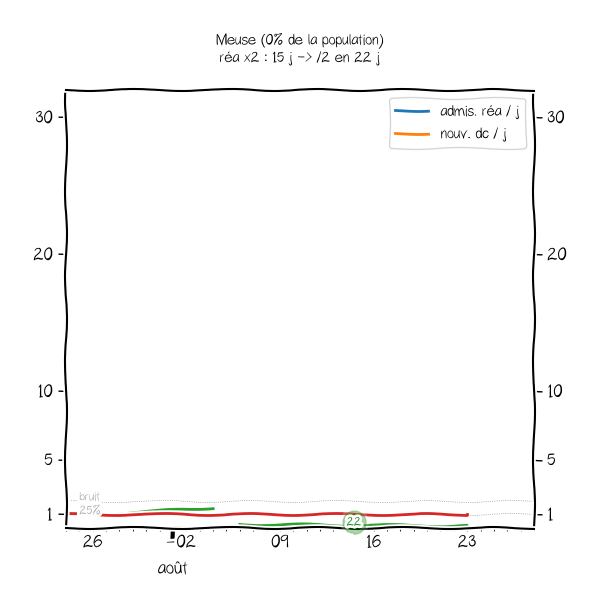 Meuse (0% de la population)
réa x2 : 15 j -> /2 en 22 j
admis. réa / j
nouv. dc / j
30
30
20
20
10
10
5
5
bruit
25%
1
1
22
26
-02
09
16
23
août